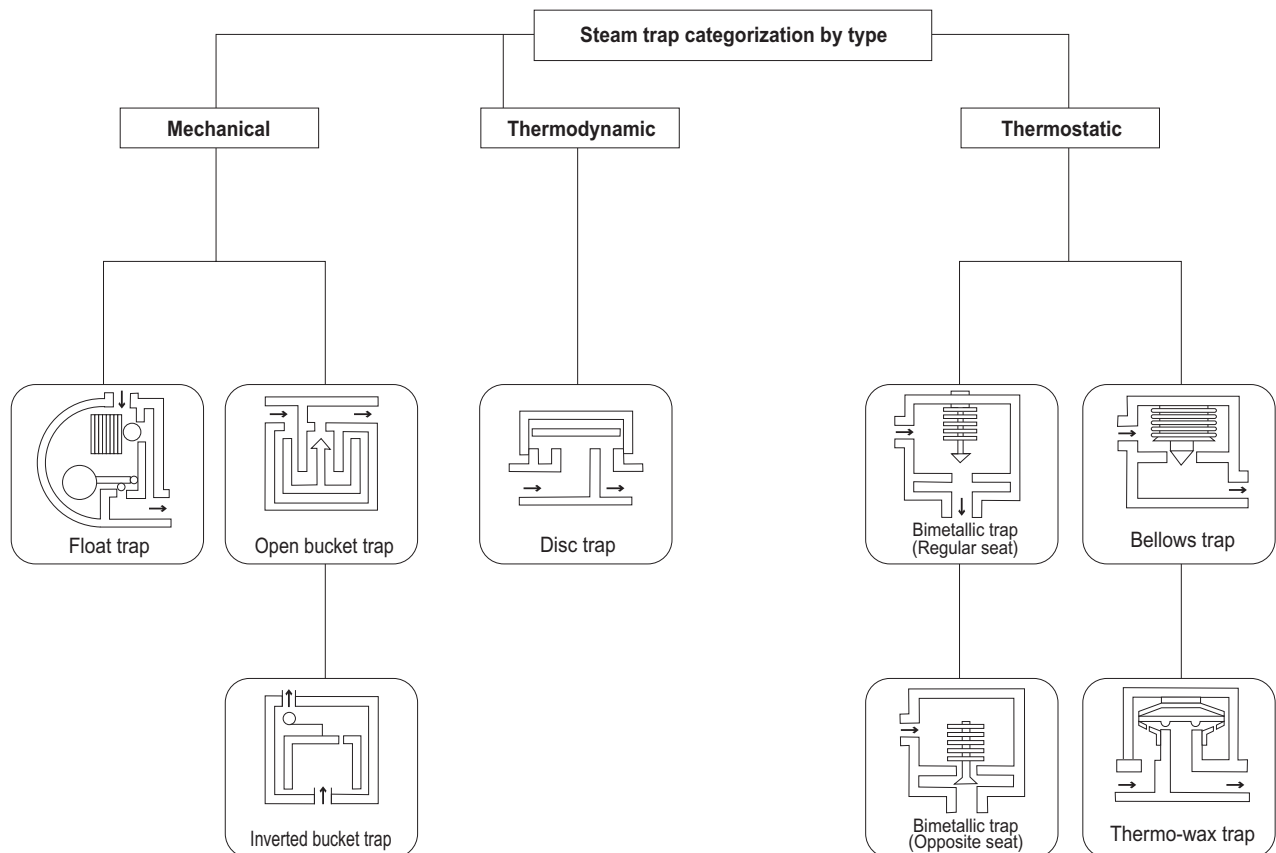 Steam trap categorization by type
Mechanical
Thermodynamic
Thermostatic
Float trap
Open bucket trap
Disc trap
Bimetallic trap
(Regular seat)
Bellows trap
Inverted bucket trap
Bimetallic trap
(Opposite seat)
Thermo-wax trap